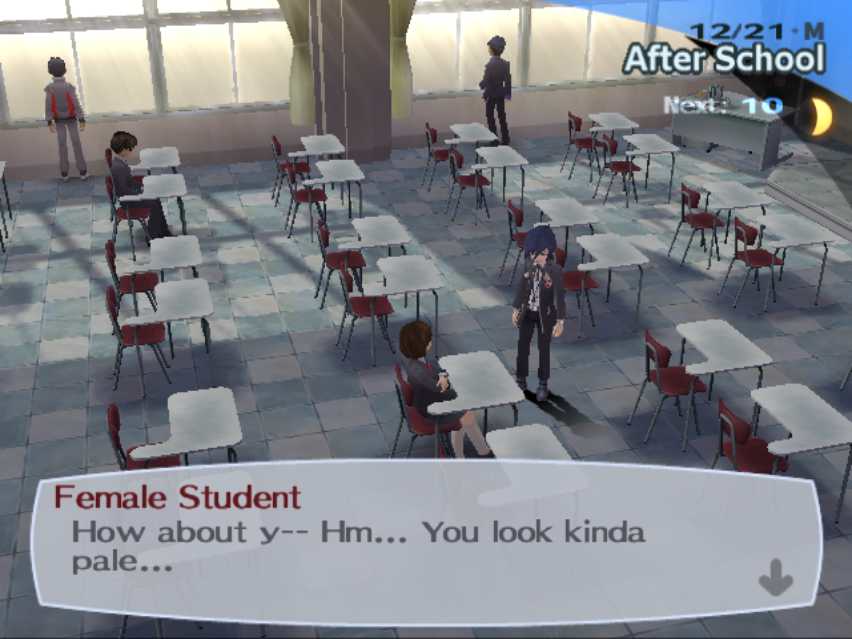 12/21 · M
After School
Next: 10
Female Student
How about y-- Hm... You look kinda
pale...